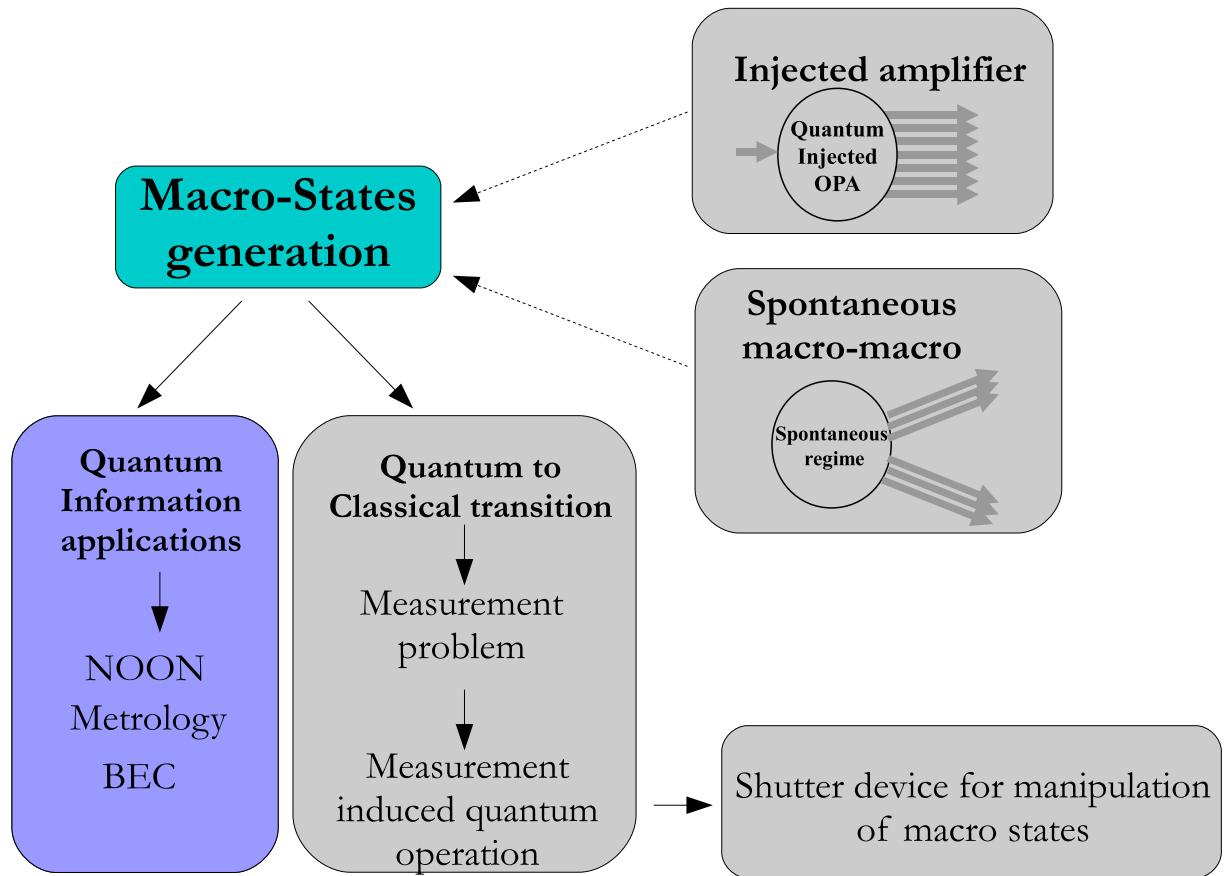 Injected amplifier
Quantum
Injected
OPA
Macro-States
generation
Spontaneous
macro-macro
Spontaneous
regime
Quantum
Information
applications
NOON
Metrology
BEC
Quantum to
Classical transition
Measurement
problem
Measurement
induced quantum
operation
Shutter device for manipulation
of macro states